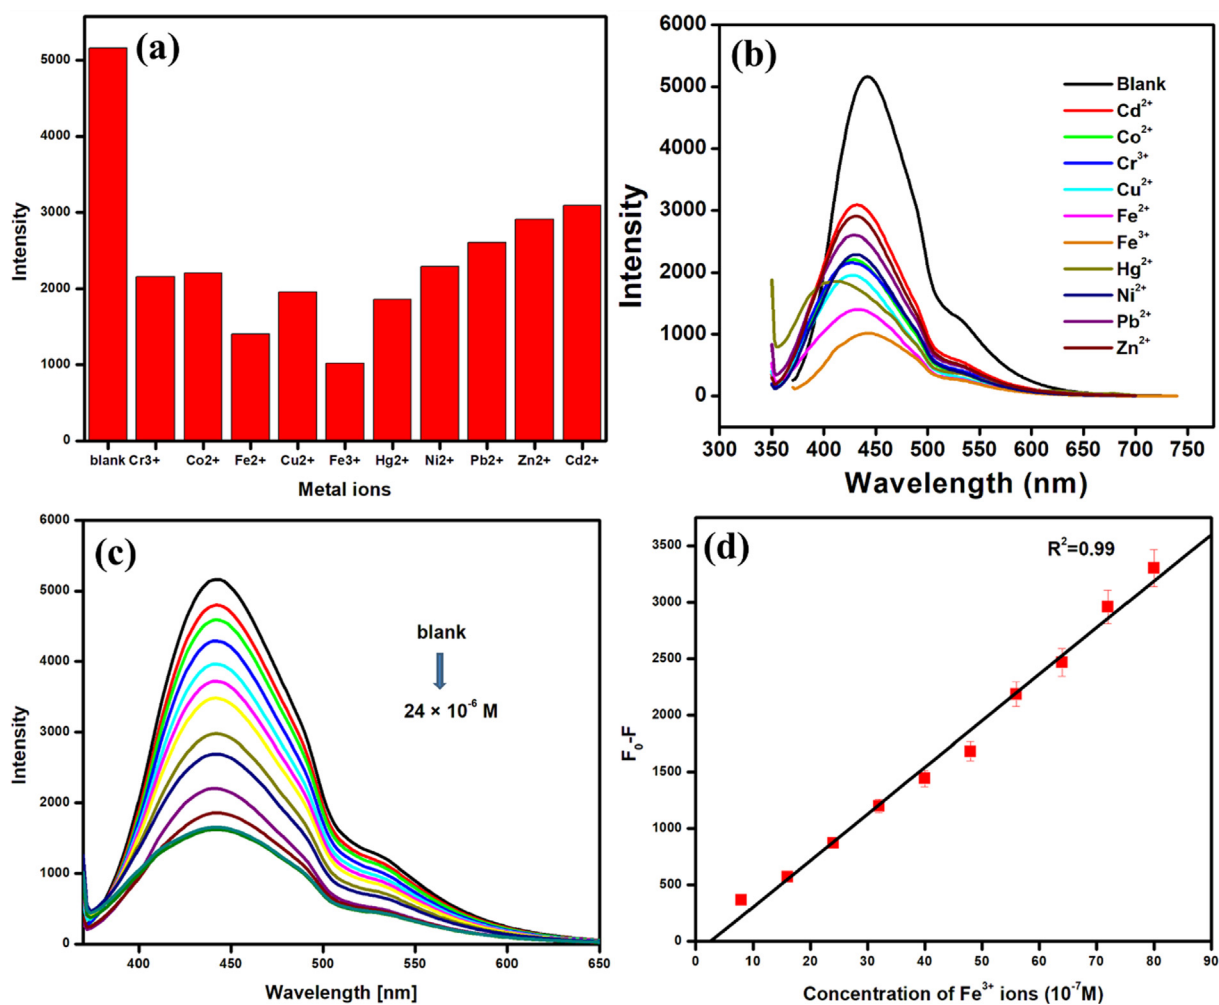 (a)
5000
4000
3000
2000
1000
0
Intensity
blank Cr3+ Co2+ Fe2+ Cu2+ Fe3+ Hg2+ Ni2+ Pb2+ Zn2+ Cd2+
Metal ions
(b)
6000
5000
4000
3000
2000
1000
0
Intensity
Blank
Cd2+
Co2+
Cr3+
Cu2+
Fe2+
Fe3+
Hg2+
Ni2+
Pb2+
Zn2+
300 350 400 450 500 550 600 650 700 750
Wavelength (nm)
(c)
6000
5000
4000
3000
2000
1000
0
Intensity
blank
24 × 10-6 M
400 450 500 550 600 650
Wavelength [nm]
(d)
R2=0.99
3500
3000
2500
2000
1500
1000
500
0
F0-F
0 10 20 30 40 50 60 70 80 90
Concentration of Fe3+ ions (10-7M)